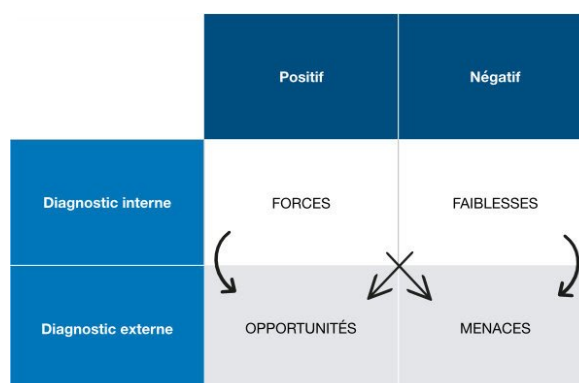 Positif
Négatif
Diagnostic interne
FORCES
FAIBLESSES
Diagnostic externe
OPPORTUNITÉS
MENACES